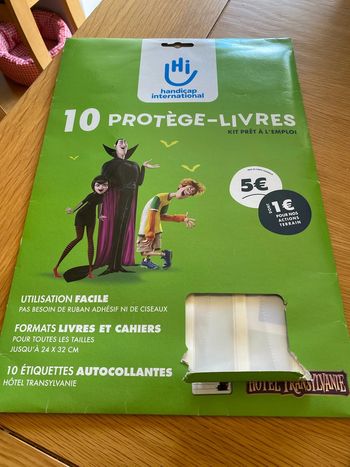 Hi
handicap
international
10 PROTÈGE-LIVRES
KIT PRÊT À L'EMPLOI
5€
DONT
1€
POUR NOS
ACTIONS
TERRAIN
UTILISATION FACILE
PAS BESOIN DE RUBAN ADHÉSIF NI DE CISEAUX
FORMATS LIVRES ET CAHIERS
POUR TOUTES LES TAILLES
JUSQU'À 24 X 32 CM
10 ÉTIQUETTES AUTOCOLLANTES
HÔTEL TRANSYLVANIE
HÔTEL TRANSYLVANIE